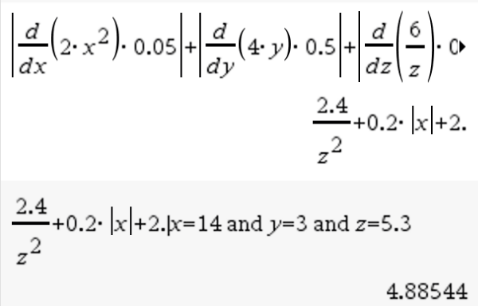 |d/dx(2·x²)·0.05|+|d/dy(4·y)·0.5|+|d/dz(6/z)·0▸
2.4/z²+0.2·|x|+2.
2.4/z²+0.2·|x|+2.|x=14 and y=3 and z=5.3
4.88544